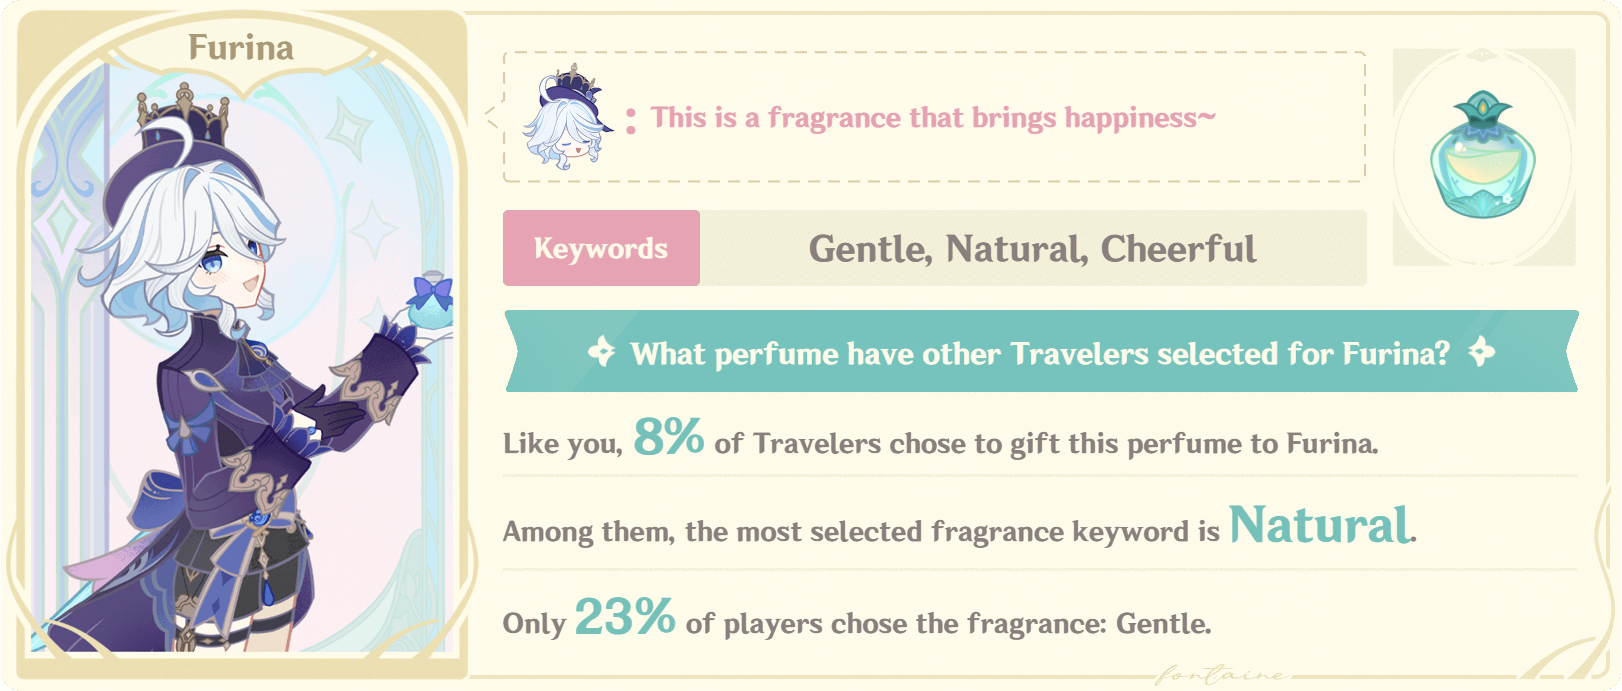 Furina
: This is a fragrance that brings happiness~
Keywords
Gentle, Natural, Cheerful
What perfume have other Travelers selected for Furina?
Like you, 8% of Travelers chose to gift this perfume to Furina.
Among them, the most selected fragrance keyword is Natural.
Only 23% of players chose the fragrance: Gentle.
fontaine